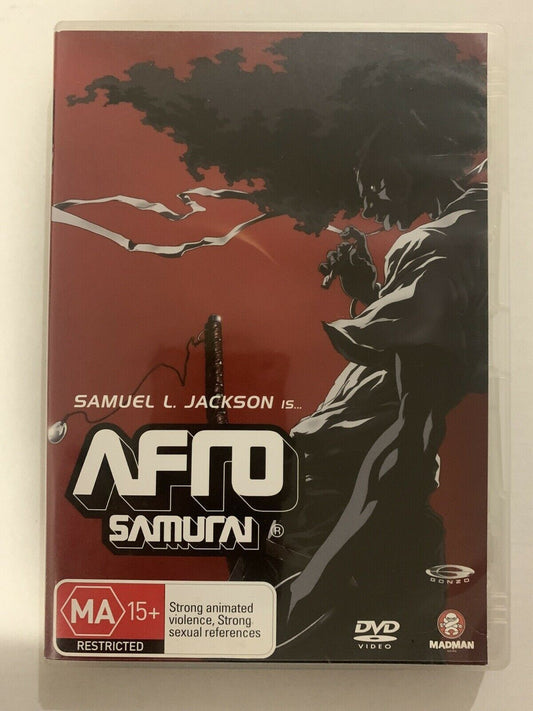 SAMUEL L. JACKSON IS...
AFRO
SAMURAI ®
MA 15+
RESTRICTED
Strong animated
violence, Strong
sexual references
DVD
VIDEO
GONZO
MADMAN